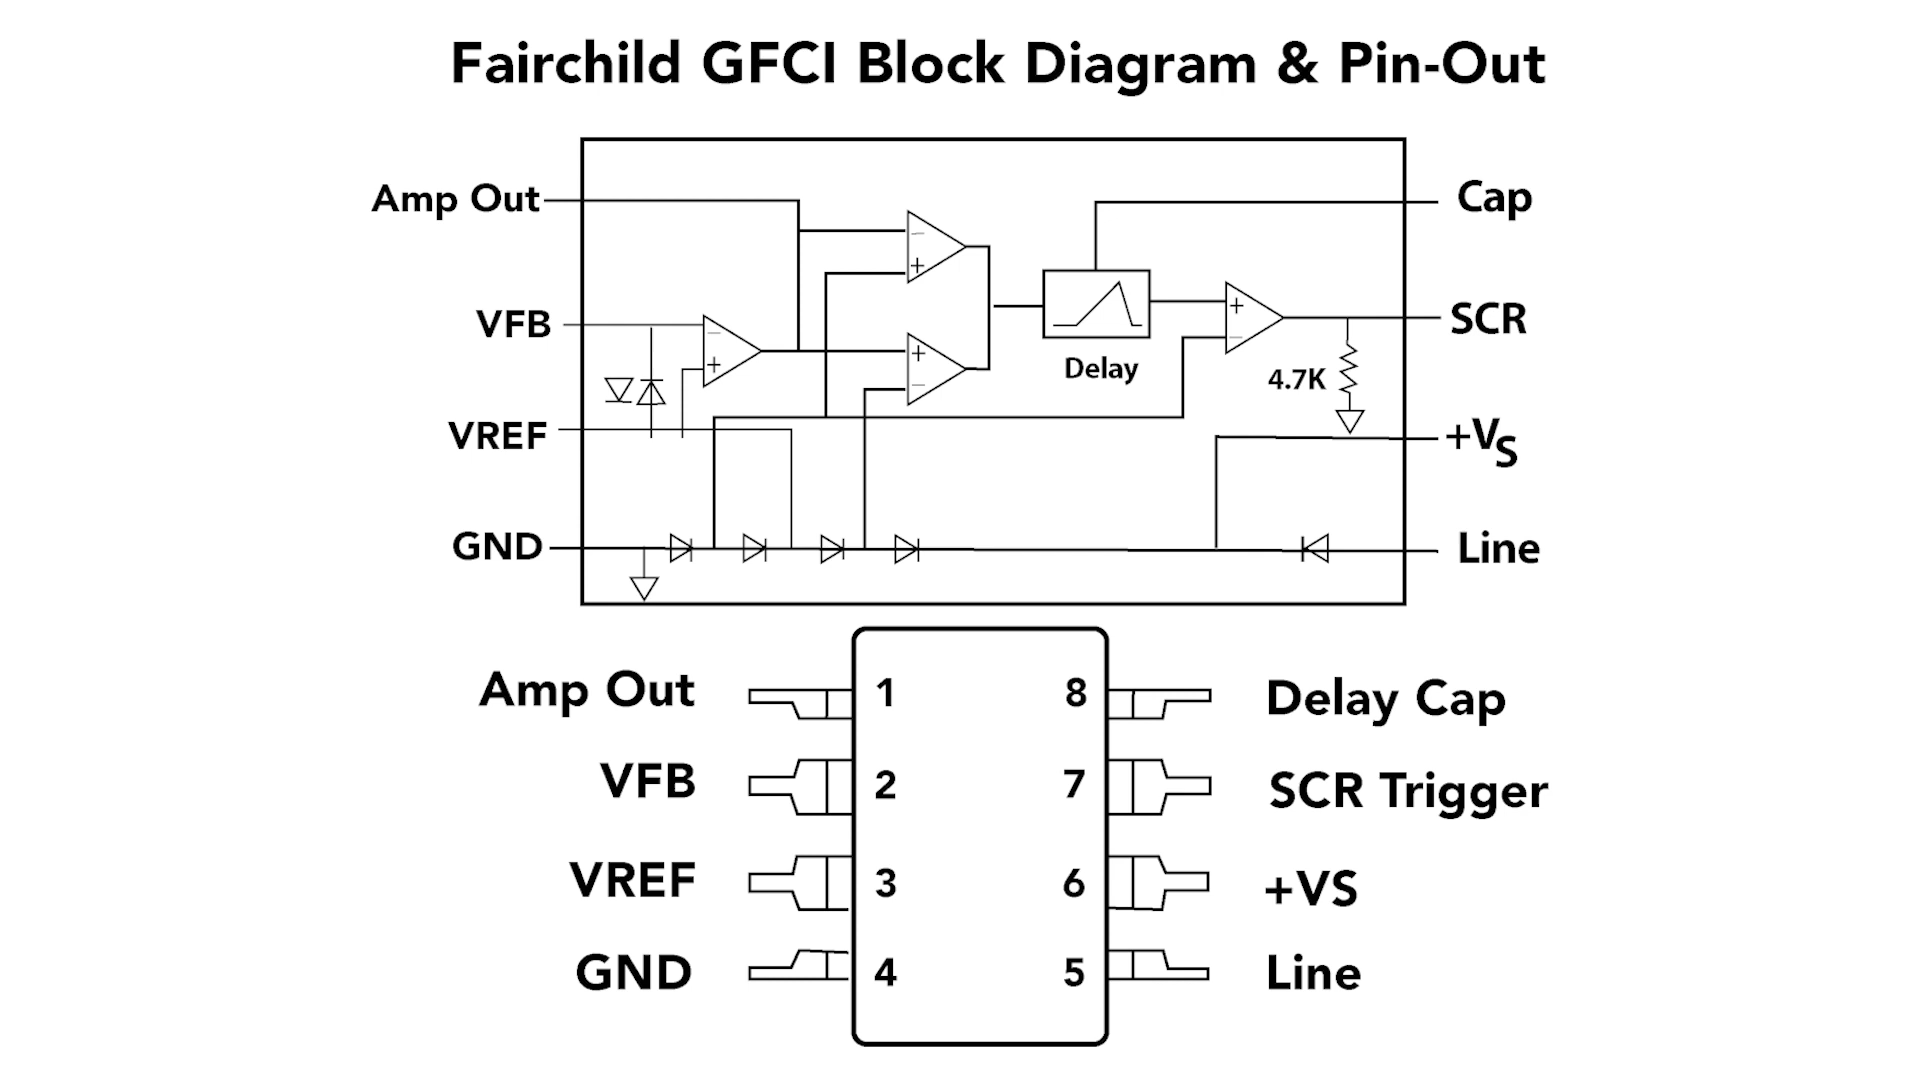 Fairchild GFCI Block Diagram & Pin-Out
Amp Out
Cap
VFB
SCR
Delay
4.7K
VREF
+VS
GND
Line
Amp Out 1 8 Delay Cap
VFB 2 7 SCR Trigger
VREF 3 6 +VS
GND 4 5 Line